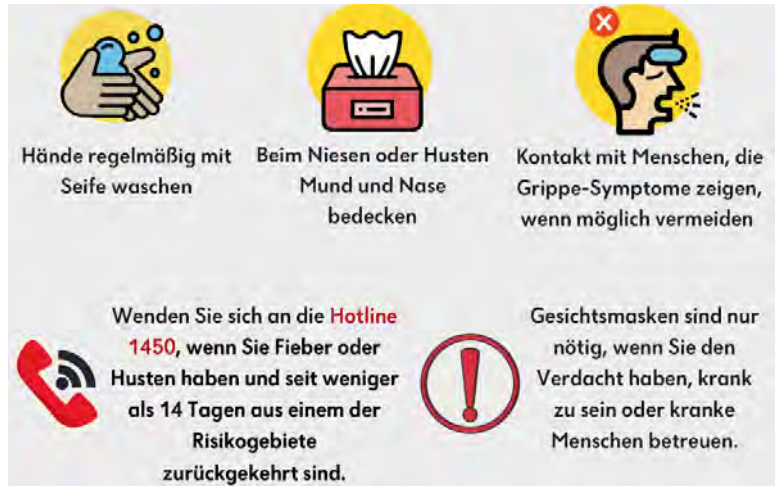 Hände regelmäßig mit
Seife waschen
Beim Niesen oder Husten
Mund und Nase
bedecken
Kontakt mit Menschen, die
Grippe-Symptome zeigen,
wenn möglich vermeiden
Wenden Sie sich an die Hotline
1450, wenn Sie Fieber oder
Husten haben und seit weniger
als 14 Tagen aus einem der
Risikogebiete
zurückgekehrt sind.
Gesichtsmasken sind nur
nötig, wenn Sie den
Verdacht haben, krank
zu sein oder kranke
Menschen betreuen.